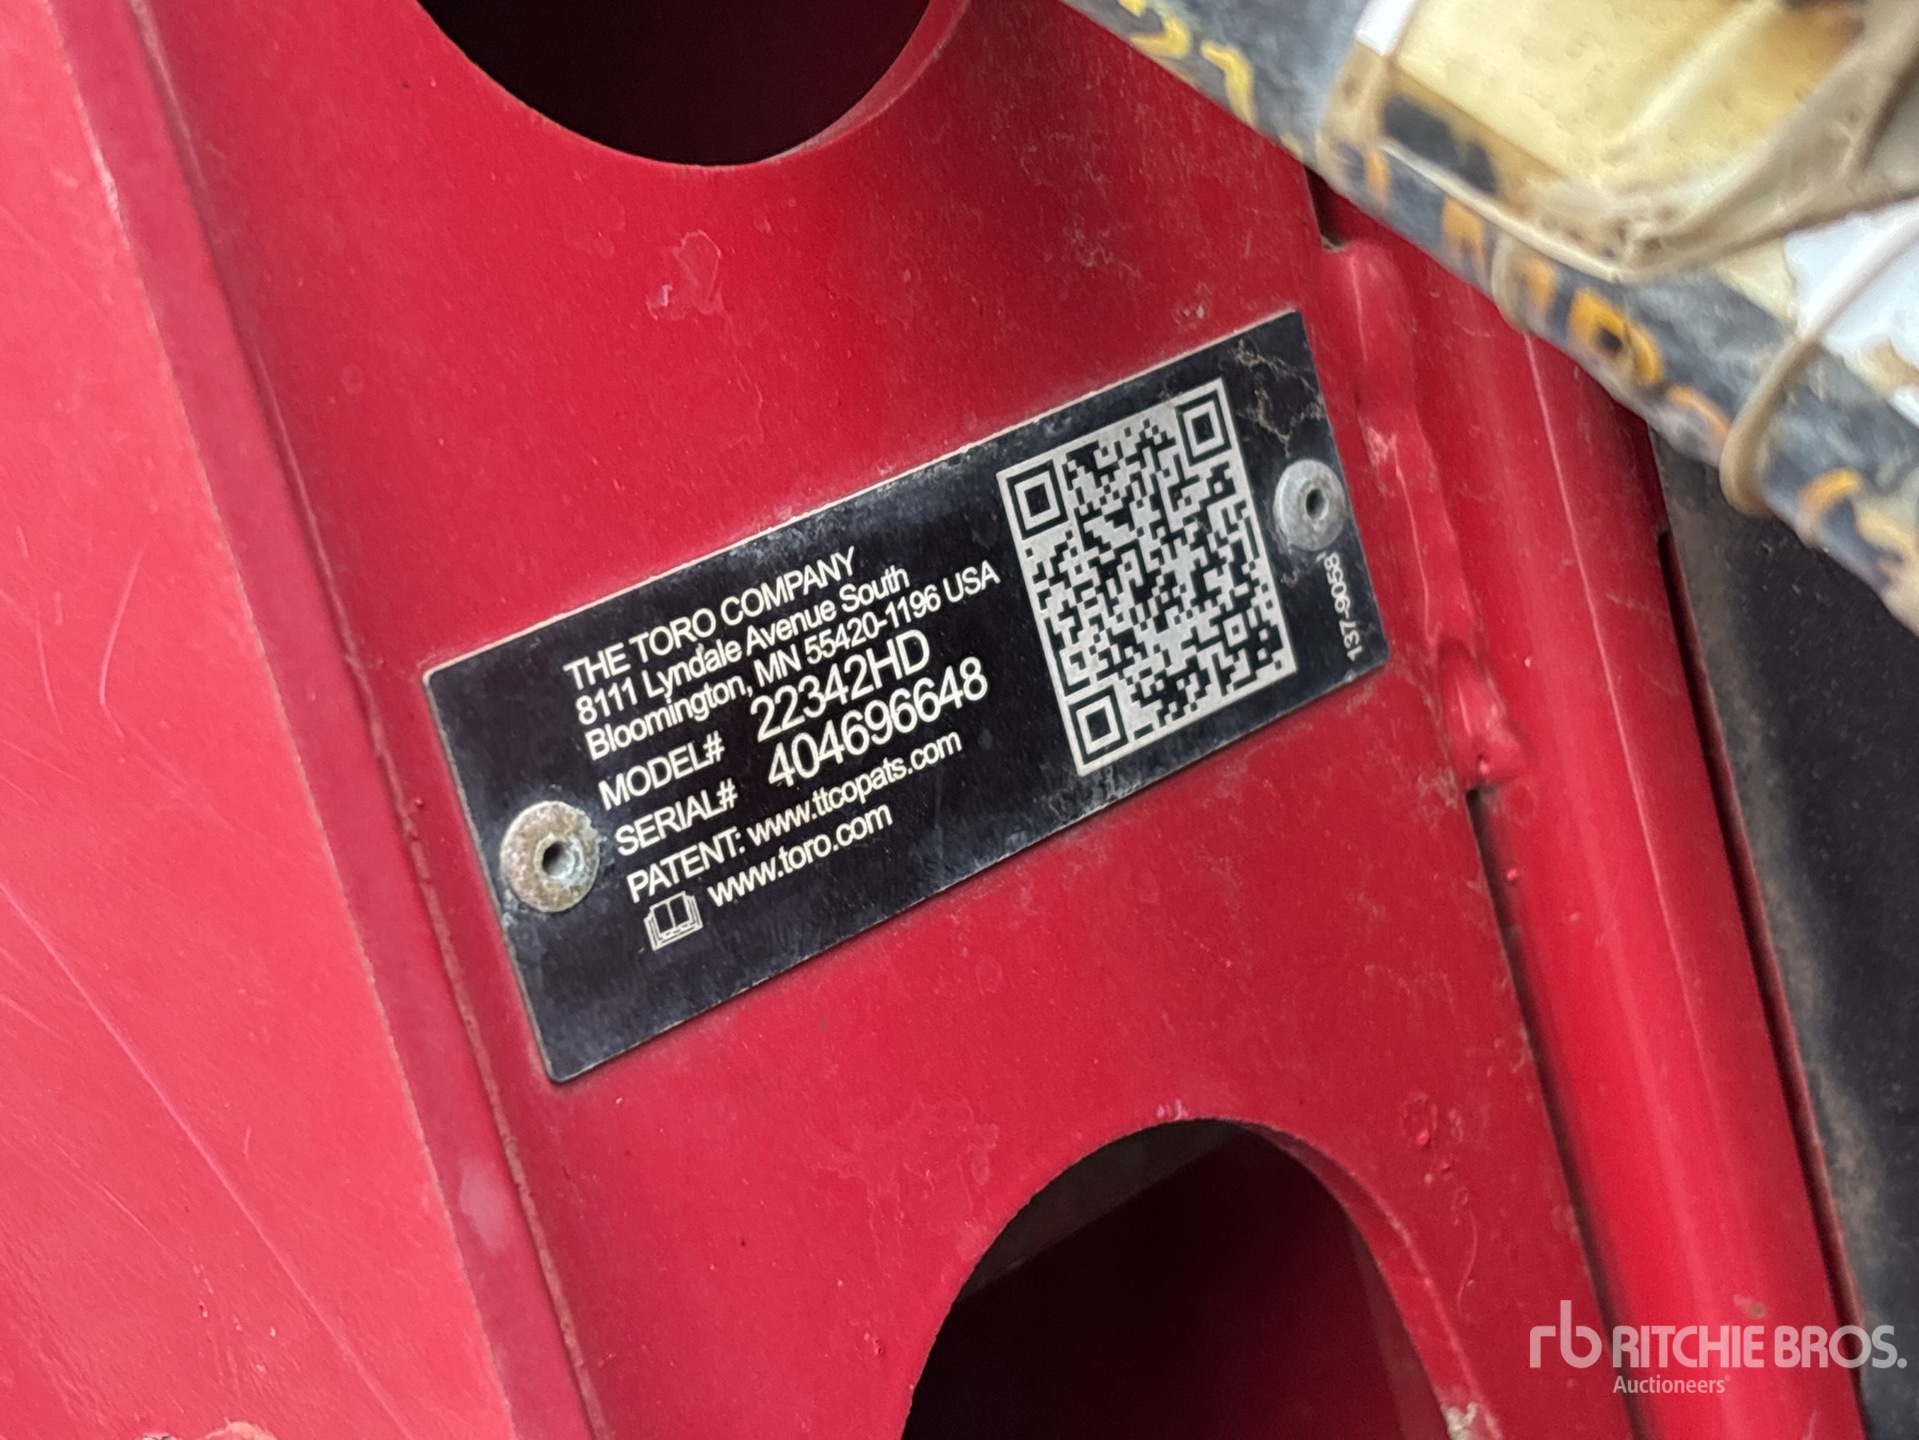 THE TORO COMPANY
8111 Lyndale Avenue South
Bloomington, MN 55420-1196 USA
MODEL# 22342HD
SERIAL# 404696648
PATENT: www.ttcopats.com
www.toro.com
137-9058
rb RITCHIE BROS.
Auctioneers